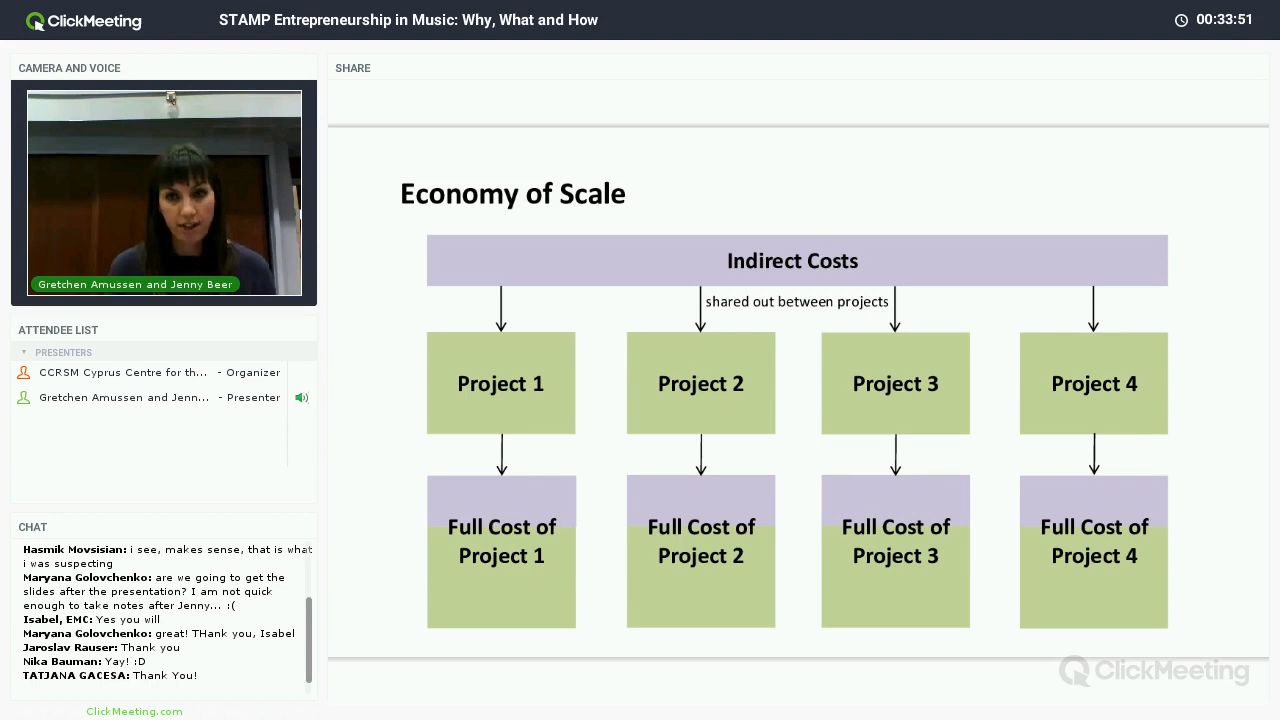 ClickMeeting
STAMP Entrepreneurship in Music: Why, What and How
00:33:51
CAMERA AND VOICE
Gretchen Amussen and Jenny Beer
ATTENDEE LIST
PRESENTERS
CCRSM Cyprus Centre for th... - Organizer
Gretchen Amussen and Jenn... - Presenter
CHAT
Hasmik Movsisian: i see, makes sense, that is what
i was suspecting
Maryana Golovchenko: are we going to get the
slides after the presentation? I am not quick
enough to take notes after Jenny... :(
Isabel, EMC: Yes you will
Maryana Golovchenko: great! THank you, Isabel
Jaroslav Rauser: Thank you
Nika Bauman: Yay! :D
TATJANA GACESA: Thank You!
ClickMeeting.com
SHARE
Economy of Scale
Indirect Costs
shared out between projects
Project 1
Project 2
Project 3
Project 4
Full Cost of
Project 1
Full Cost of
Project 2
Full Cost of
Project 3
Full Cost of
Project 4
ClickMeeting